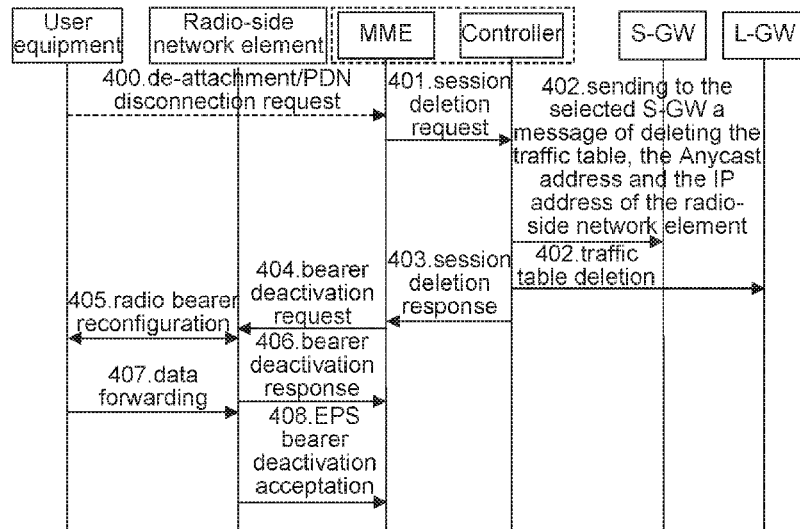 User
equipment
Radio-side
network element
MME
Controller
S-GW
L-GW
400.de-attachment/PDN
disconnection request
401.session
deletion
request
402.sending to the
selected S-GW a
message of deleting the
traffic table, the Anycast
address and the IP
address of the radio-
side network element
402.traffic
table deletion
403.session
deletion
response
404.bearer
deactivation
request
405.radio bearer
reconfiguration
406.bearer
deactivation
response
407.data
forwarding
408.EPS
bearer
deactivation
acceptation